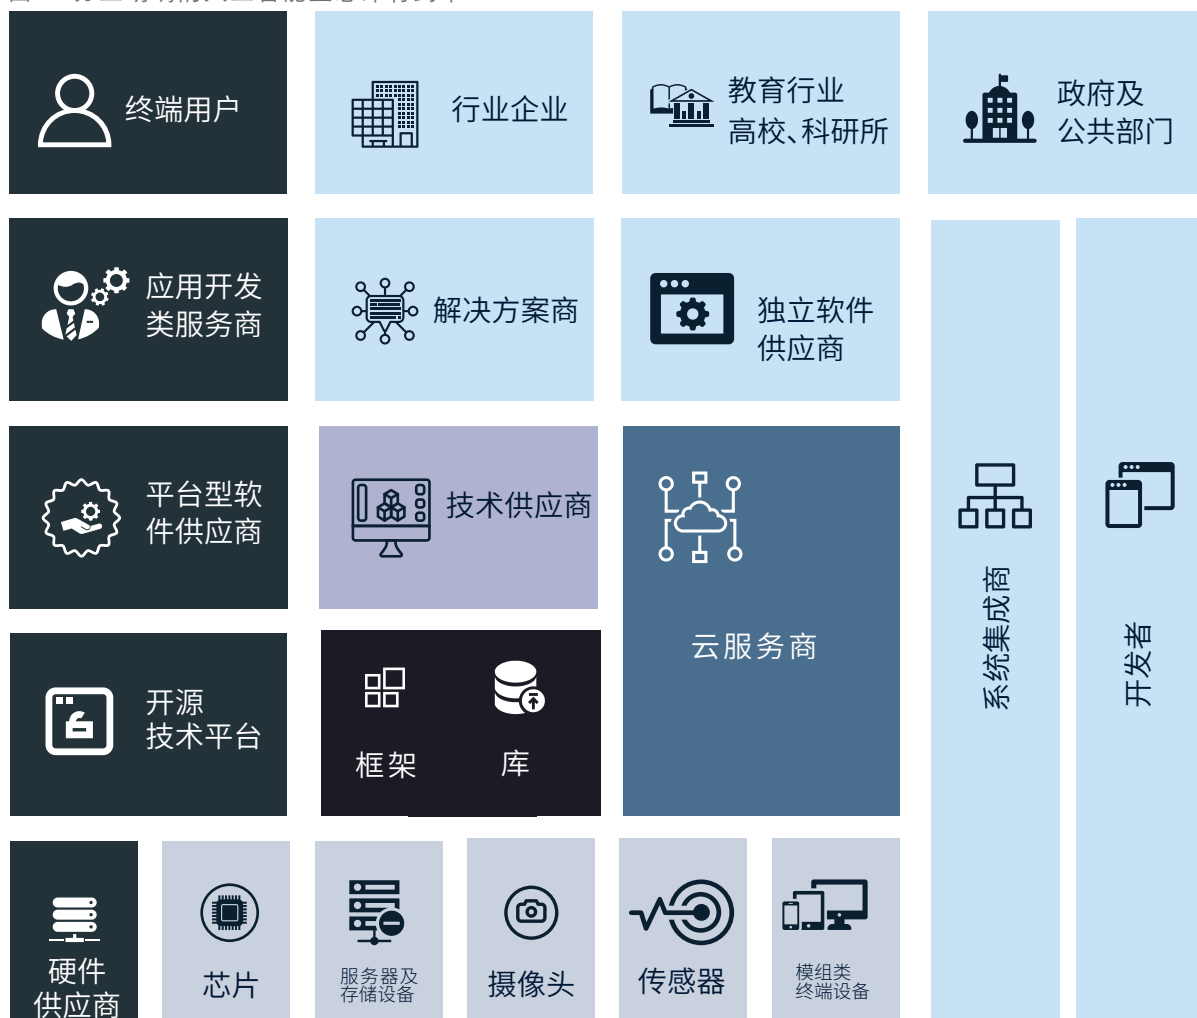 终端用户
行业企业
教育行业
高校、科研所
政府及
公共部门
应用开发
类服务商
解决方案商
独立软件
供应商
平台型软
件供应商
技术供应商
云服务商
系统集成商
开发者
开源
技术平台
框架
库
硬件
供应商
芯片
服务器及
存储设备
摄像头
传感器
模组类
终端设备